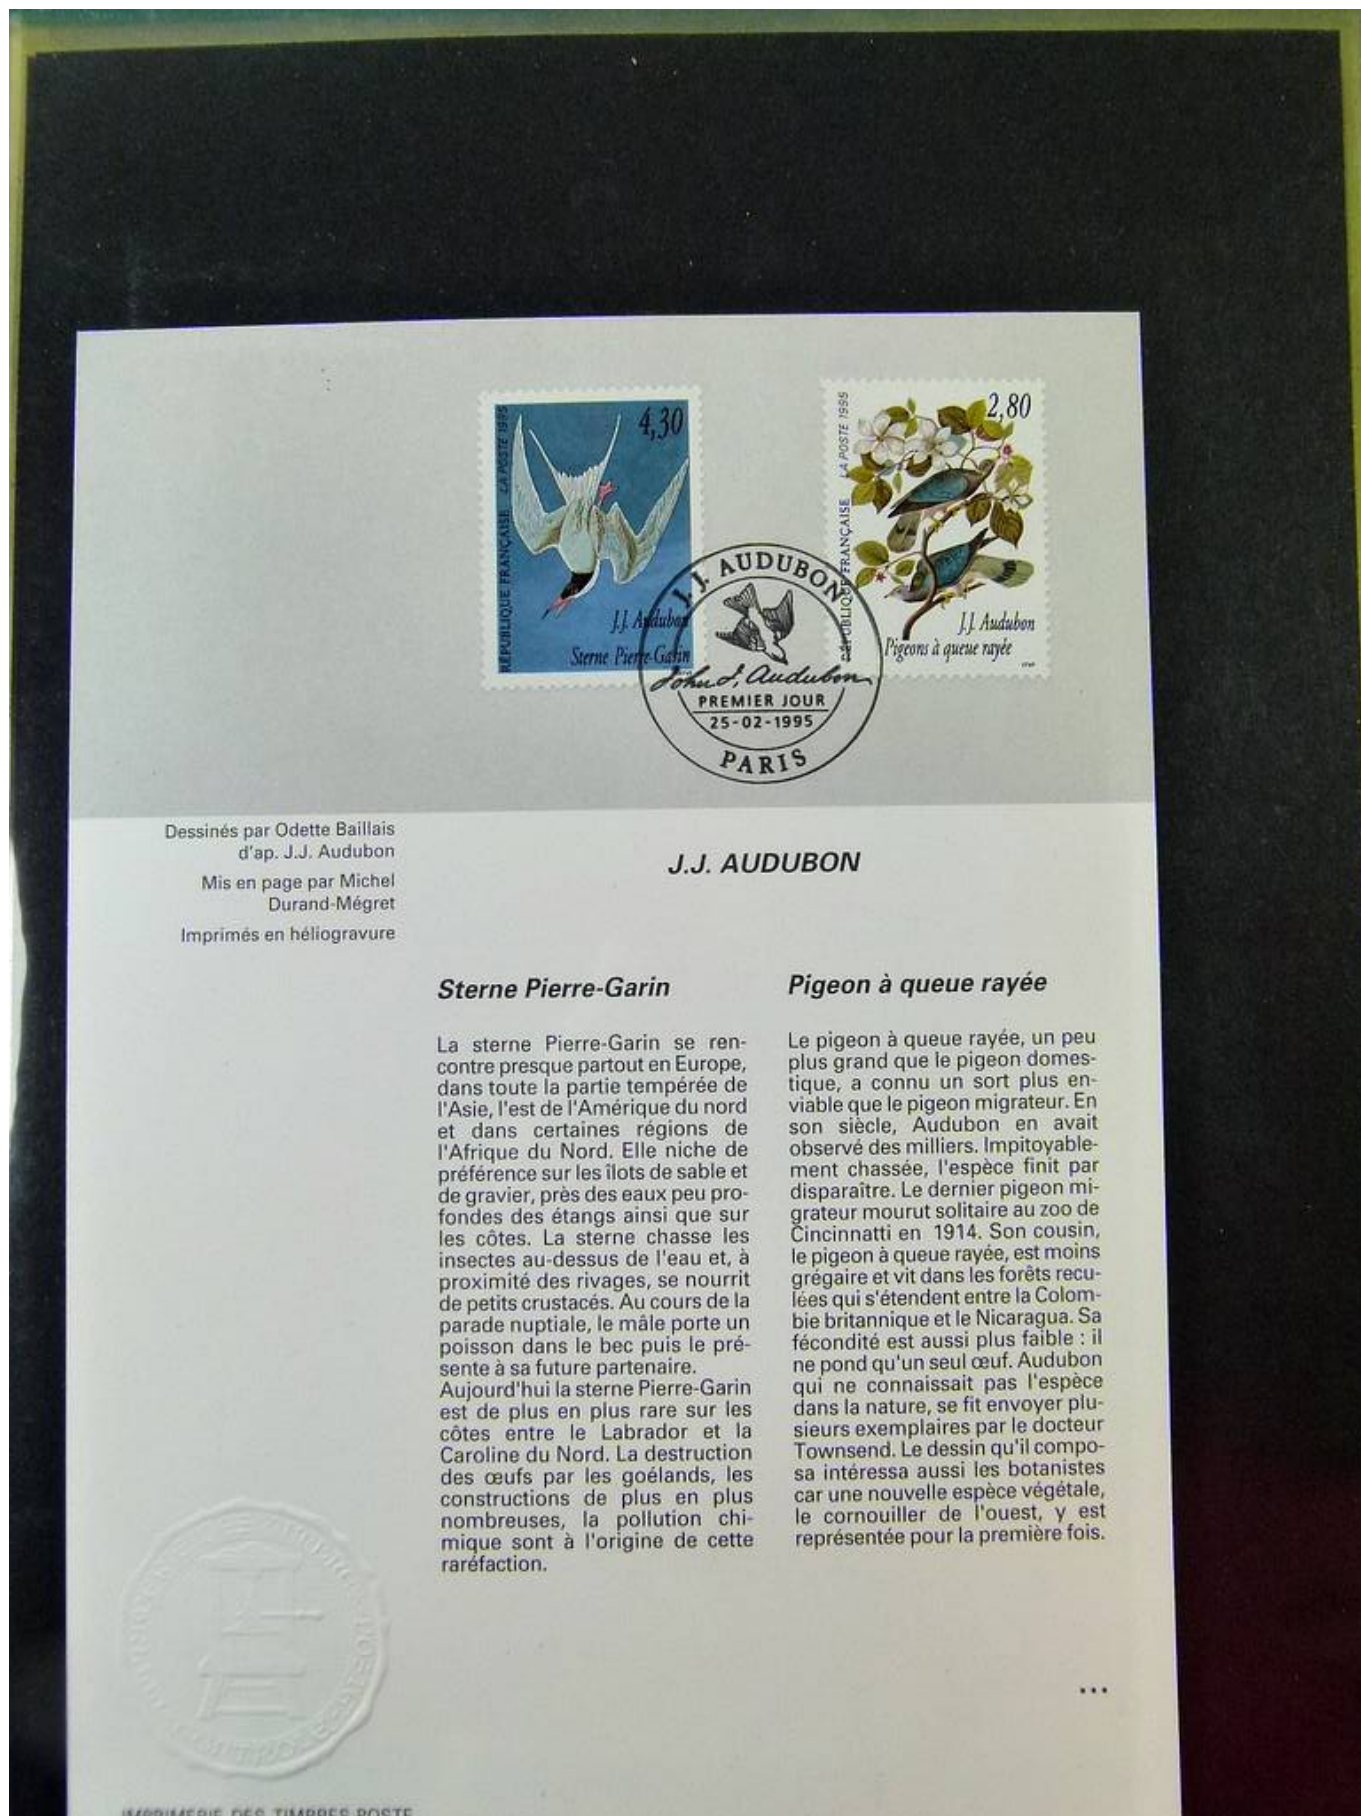 RÉPUBLIQUE FRANÇAISE LA POSTE 1995
4,30
J.J. Audubon
Sterne Pierre-Garin
RÉPUBLIQUE FRANÇAISE LA POSTE 1995
2,80
J.J. Audubon
Pigeons à queue rayée
J.J. AUDUBON
John J. Audubon
PREMIER JOUR
25-02-1995
PARIS
Dessinés par Odette Baillais
d'ap. J.J. Audubon
Mis en page par Michel
Durand-Mégret
Imprimés en héliogravure
J.J. AUDUBON
Sterne Pierre-Garin
La sterne Pierre-Garin se ren-
contre presque partout en Europe,
dans toute la partie tempérée de
l'Asie, l'est de l'Amérique du nord
et dans certaines régions de
l'Afrique du Nord. Elle niche de
préférence sur les îlots de sable et
de gravier, près des eaux peu pro-
fondes des étangs ainsi que sur
les côtes. La sterne chasse les
insectes au-dessus de l'eau et, à
proximité des rivages, se nourrit
de petits crustacés. Au cours de la
parade nuptiale, le mâle porte un
poisson dans le bec puis le pré-
sente à sa future partenaire.
Aujourd'hui la sterne Pierre-Garin
est de plus en plus rare sur les
côtes entre le Labrador et la
Caroline du Nord. La destruction
des œufs par les goélands, les
constructions de plus en plus
nombreuses, la pollution chi-
mique sont à l'origine de cette
raréfaction.
Pigeon à queue rayée
Le pigeon à queue rayée, un peu
plus grand que le pigeon domes-
tique, a connu un sort plus en-
viable que le pigeon migrateur. En
son siècle, Audubon en avait
observé des milliers. Impitoyable-
ment chassée, l'espèce finit par
disparaître. Le dernier pigeon mi-
grateur mourut solitaire au zoo de
Cincinnatti en 1914. Son cousin,
le pigeon à queue rayée, est moins
grégaire et vit dans les forêts recu-
lées qui s'étendent entre la Colom-
bie britannique et le Nicaragua. Sa
fécondité est aussi plus faible : il
ne pond qu'un seul œuf. Audubon
qui ne connaissait pas l'espèce
dans la nature, se fit envoyer plu-
sieurs exemplaires par le docteur
Townsend. Le dessin qu'il compo-
sa intéressa aussi les botanistes
car une nouvelle espèce végétale,
le cornouiller de l'ouest, y est
représentée pour la première fois.
...
IMPRIMERIE DES TIMBRES-POSTE